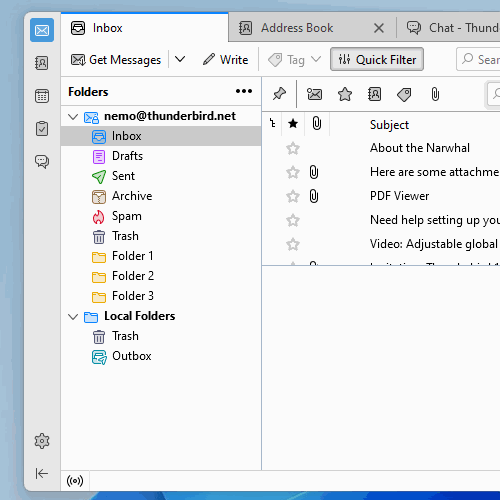 Inbox
Address Book
Chat - Thund
Get Messages
Write
Tag
Quick Filter
Sear
Folders
nemo@thunderbird.net
Inbox
Drafts
Sent
Archive
Spam
Trash
Folder 1
Folder 2
Folder 3
Local Folders
Trash
Outbox
Subject
About the Narwhal
Here are some attachme
PDF Viewer
Need help setting up you
Video: Adjustable global